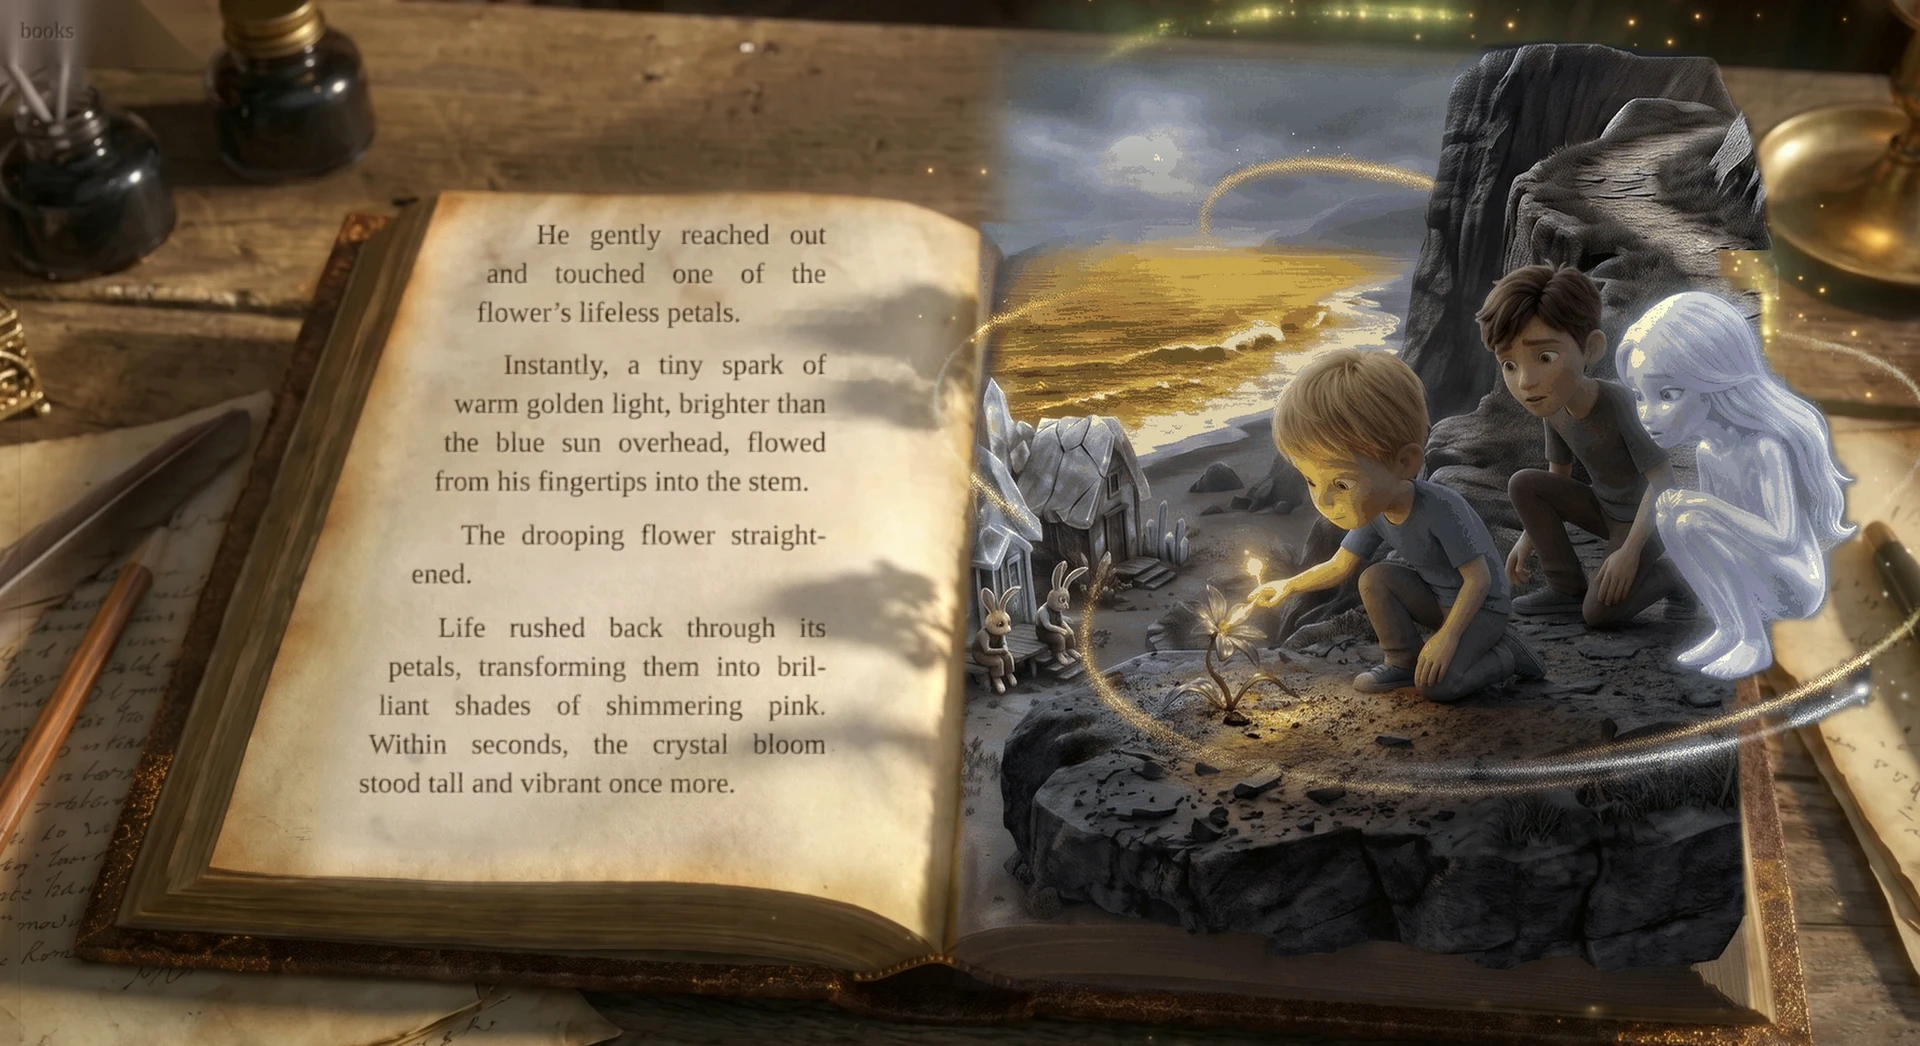 books
He gently reached out
and touched one of the
flower’s lifeless petals.
Instantly, a tiny spark of
warm golden light, brighter than
the blue sun overhead, flowed
from his fingertips into the stem.
The drooping flower straight-
ened.
Life rushed back through its
petals, transforming them into bril-
liant shades of shimmering pink.
Within seconds, the crystal bloom
stood tall and vibrant once more.